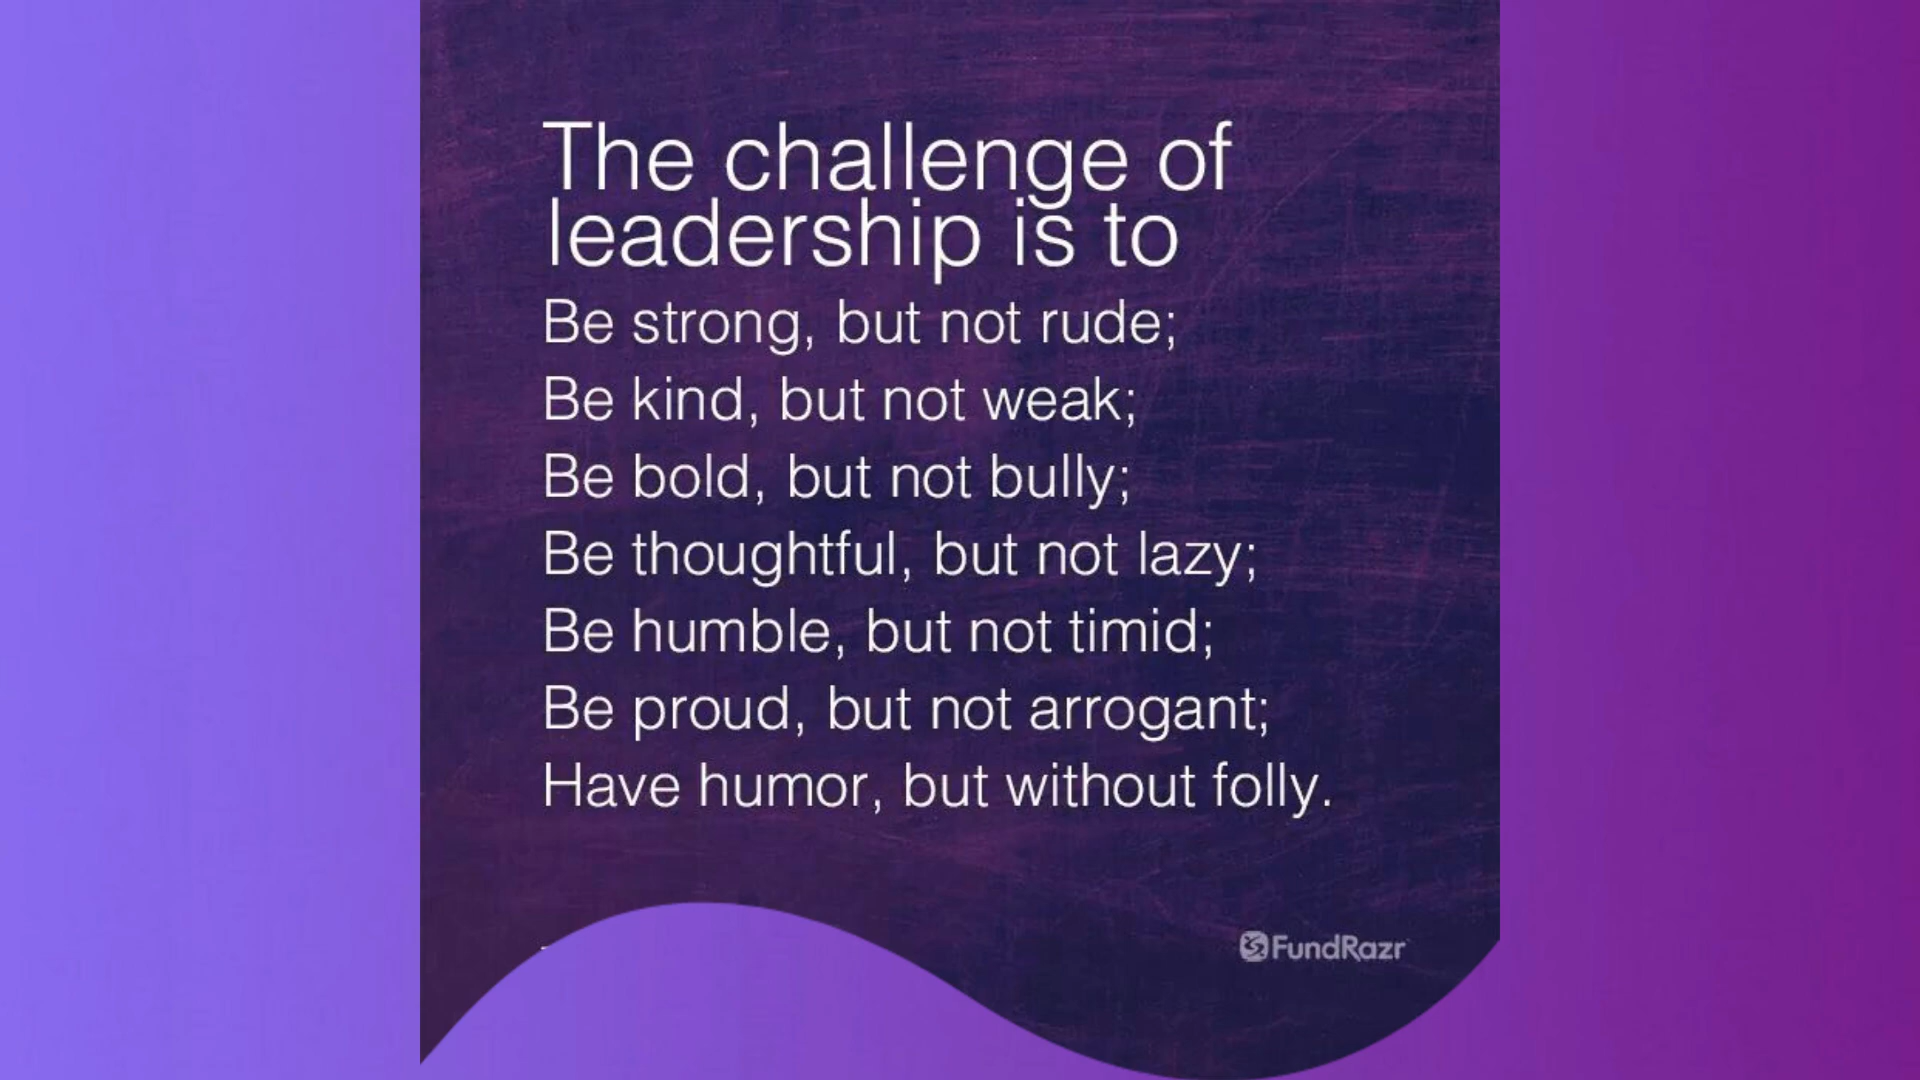 The challenge of
leadership is to
Be strong, but not rude;
Be kind, but not weak;
Be bold, but not bully;
Be thoughtful, but not lazy;
Be humble, but not timid;
Be proud, but not arrogant;
Have humor, but without folly.
FundRazr